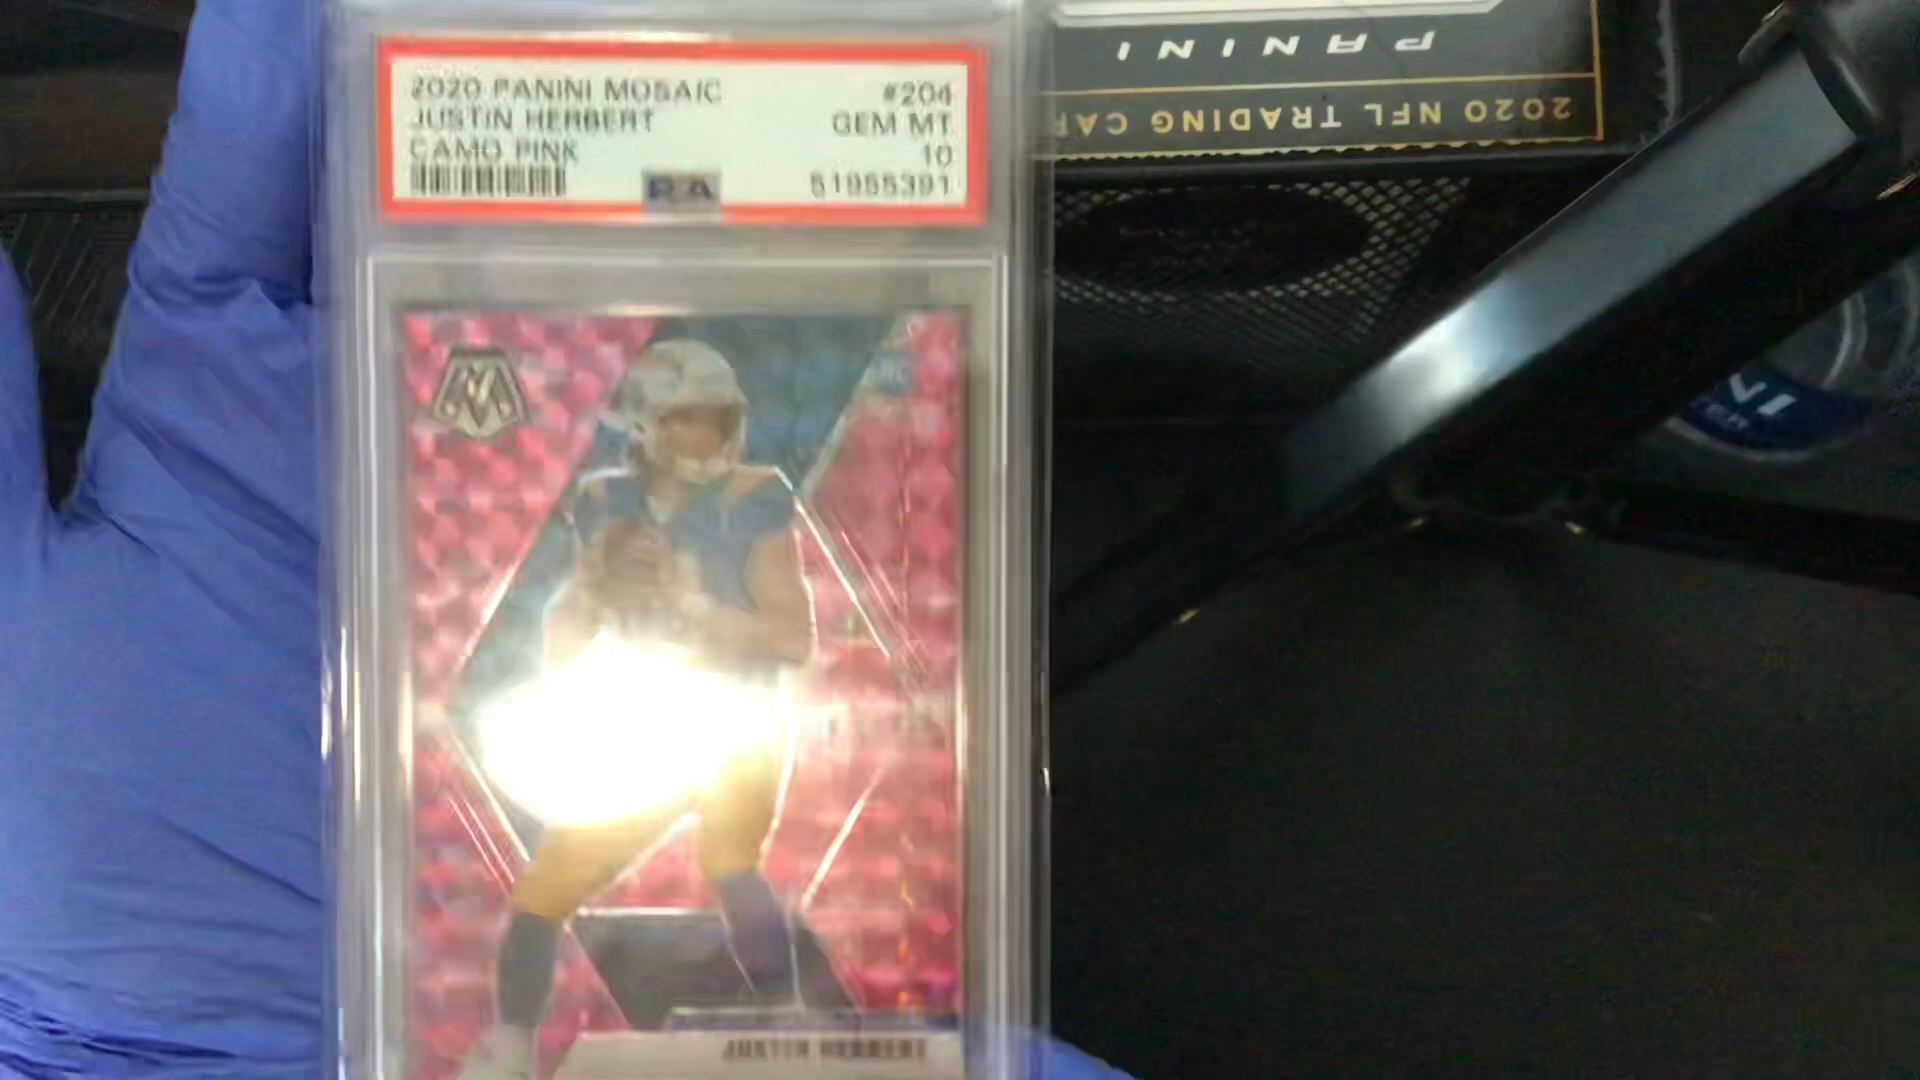 2020 PANINI MOSAIC #204
JUSTIN HERBERT GEM MT
CAMO PINK 10
PSA 51955391
JUSTIN HERBERT
PANINI
2020 NFL TRADING CAR